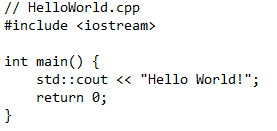 // HelloWorld.cpp
#include <iostream>

int main() {
    std::cout << "Hello World!";
    return 0;
}